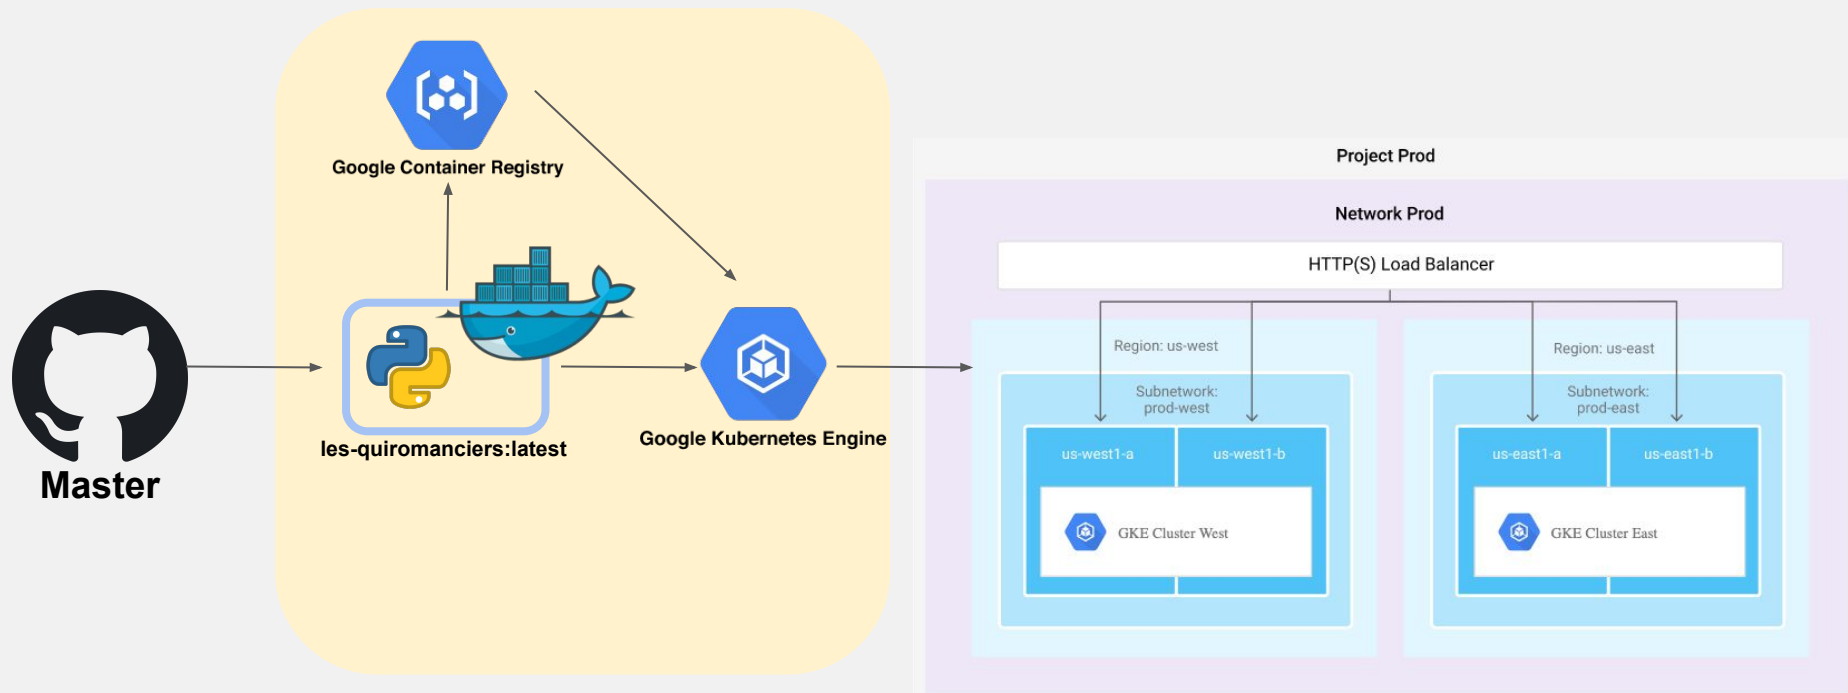 Google Container Registry
Master
les-quiromanciers:latest
Google Kubernetes Engine
Project Prod
Network Prod
HTTP(S) Load Balancer
Region: us-west
Subnetwork:
prod-west
us-west1-a
us-west1-b
GKE Cluster West
Region: us-east
Subnetwork:
prod-east
us-east1-a
us-east1-b
GKE Cluster East